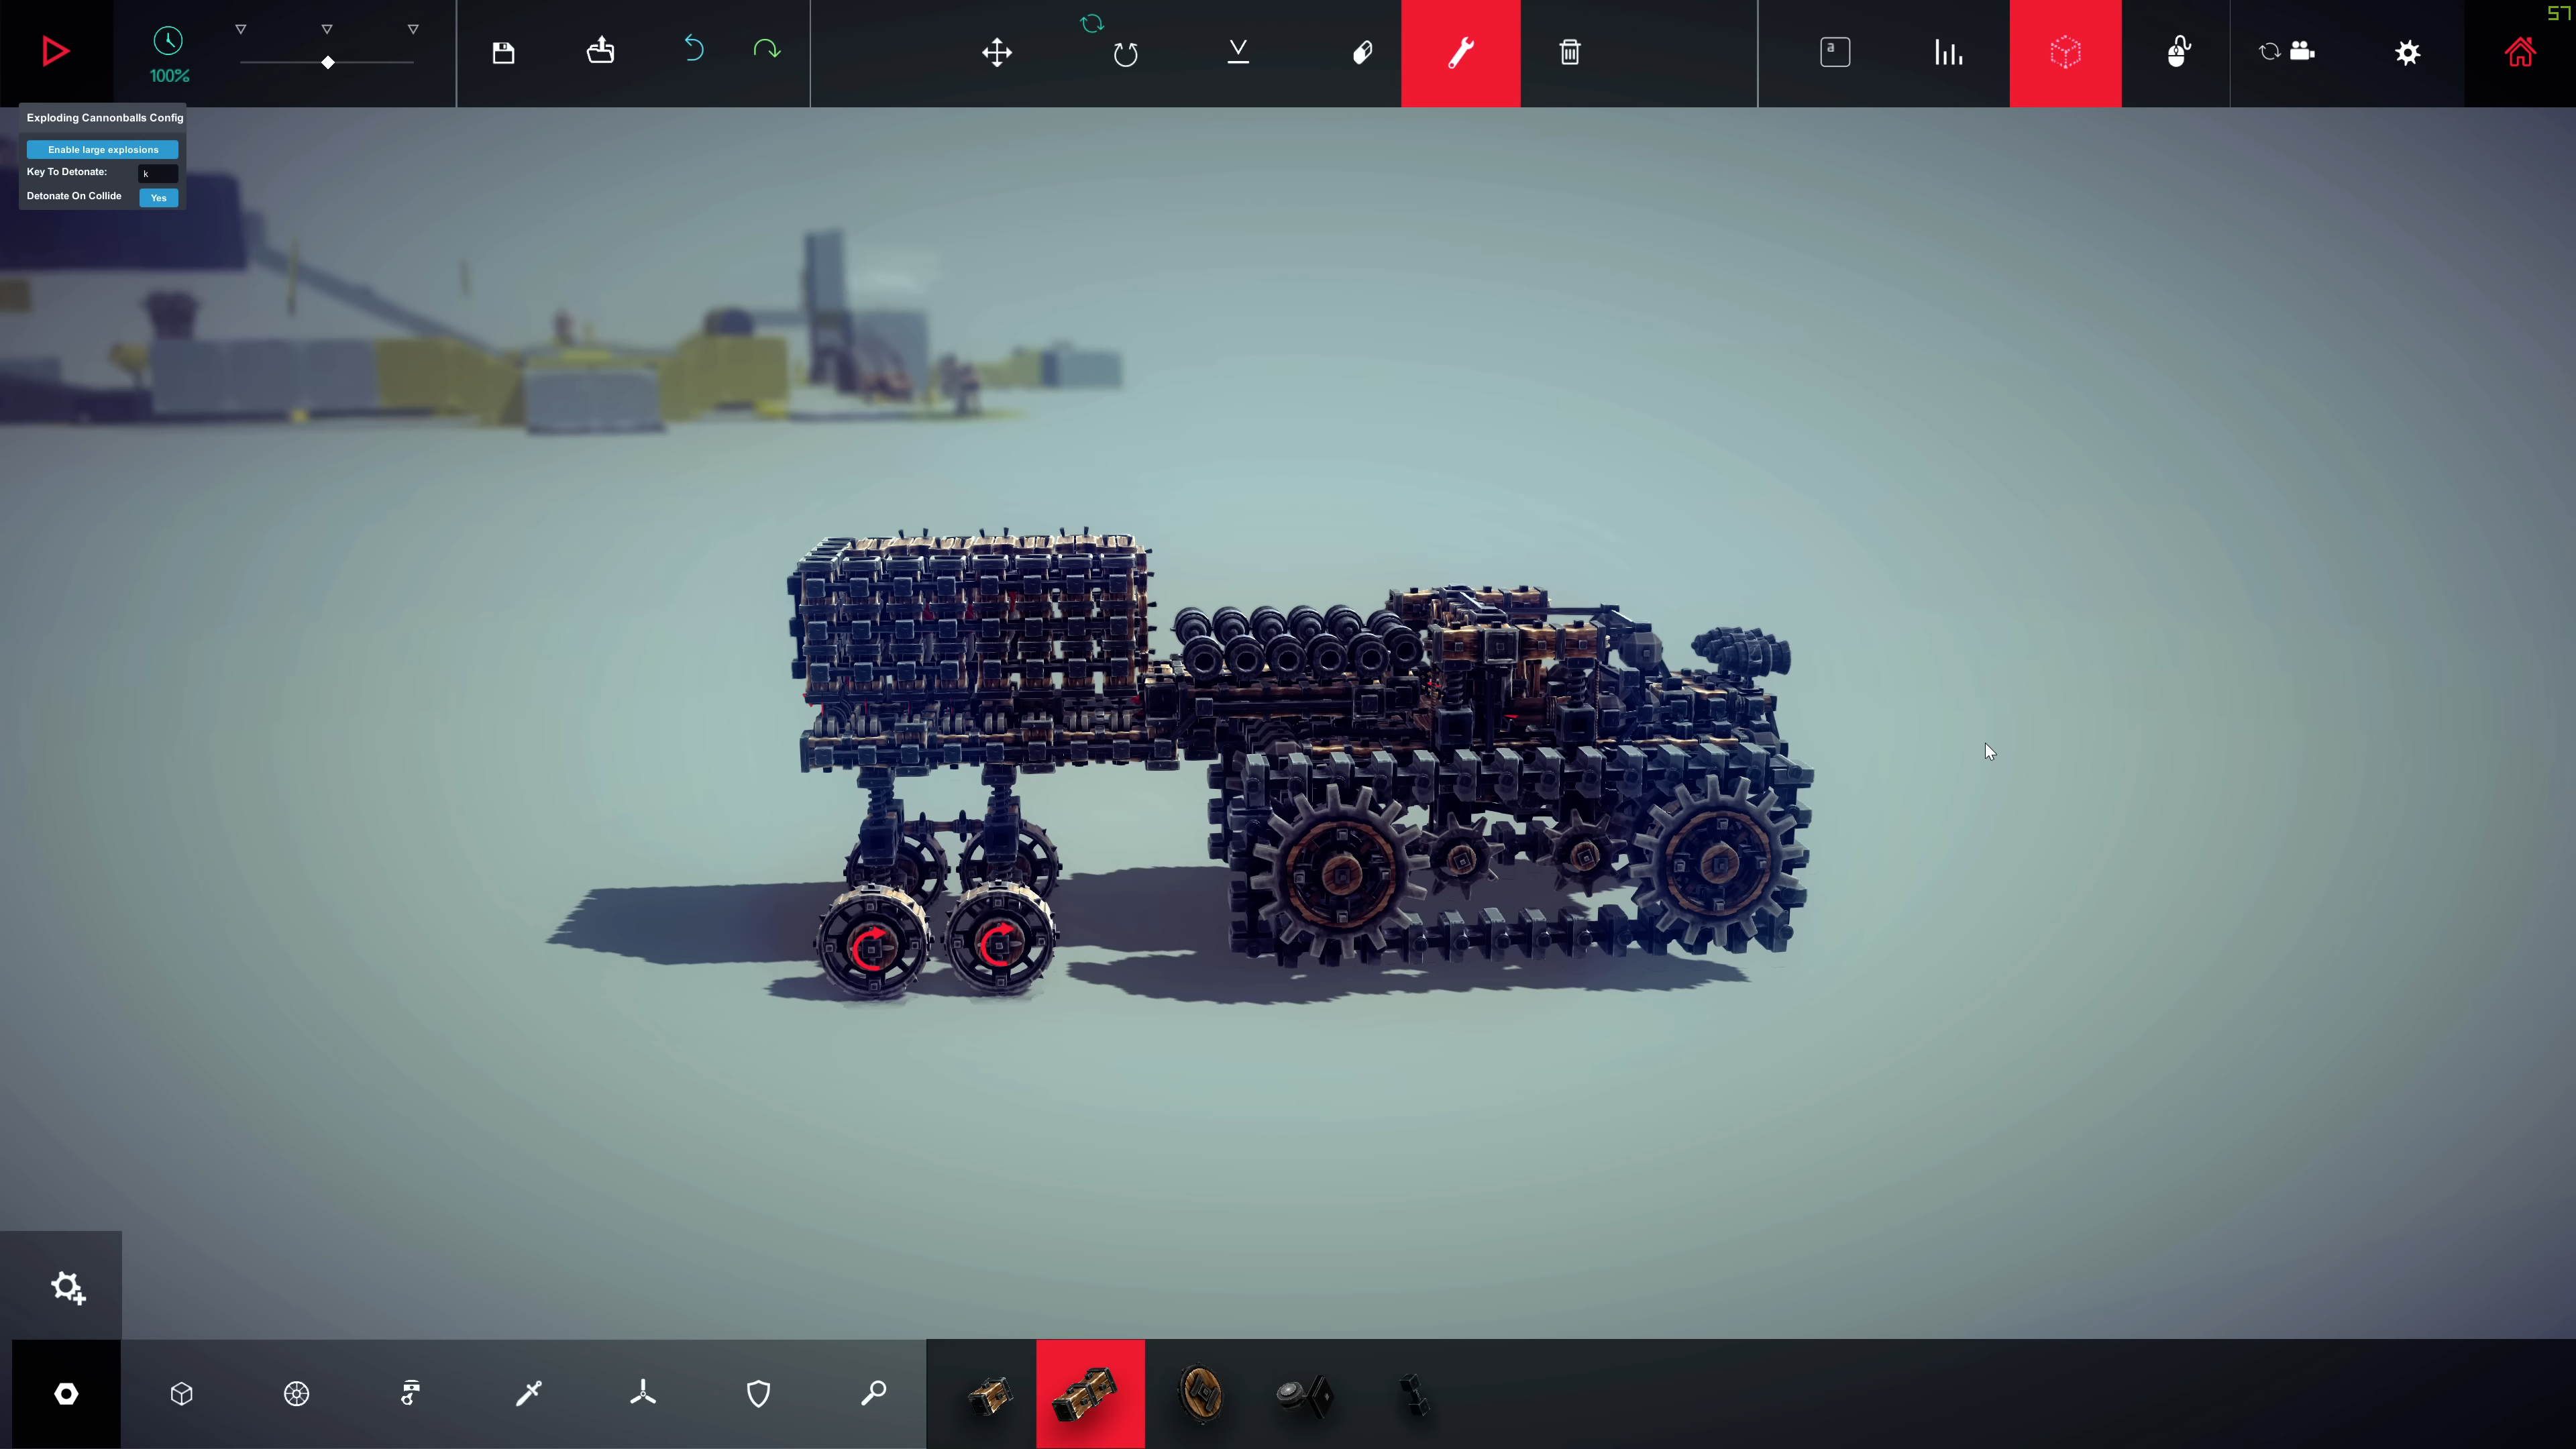 57
100%
a
Exploding Cannonballs Config
Enable large explosions
Key To Detonate: k
Detonate On Collide Yes